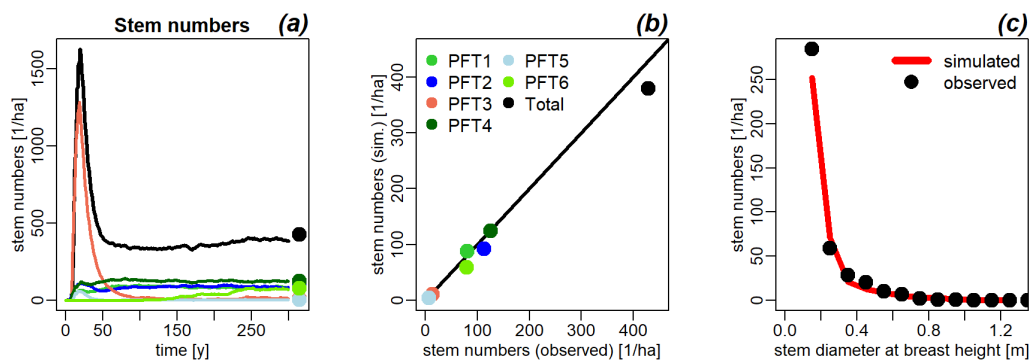 Stem numbers
(a)
stem numbers [1/ha]
0 500 1000 1500
0 50 150 250
time [y]
(b)
PFT1 PFT5
PFT2 PFT6
PFT3 Total
PFT4
stem numbers (sim.) [1/ha]
0 100 200 300 400
0 100 200 300 400
stem numbers (observed) [1/ha]
(c)
simulated
observed
stem numbers [1/ha]
0 50 100 150 200 250
0.0 0.4 0.8 1.2
stem diameter at breast height [m]